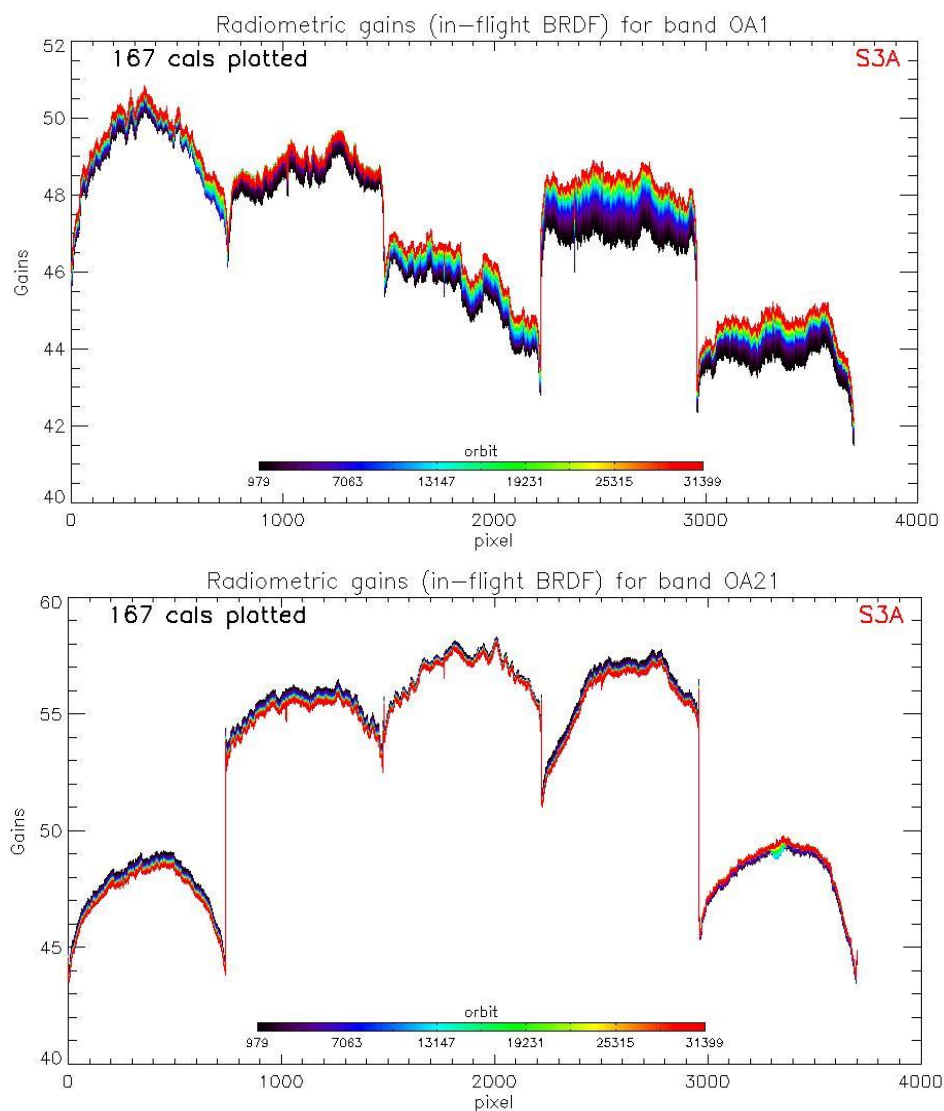 Radiometric gains (in-flight BRDF) for band OA1
52
167 cals plotted
S3A
50
48
46
44
42
40
Gains
orbit
979 7063 13147 19231 25315 31399
0 1000 2000 3000 4000
pixel
Radiometric gains (in-flight BRDF) for band OA21
60
167 cals plotted
S3A
55
50
45
40
Gains
orbit
979 7063 13147 19231 25315 31399
0 1000 2000 3000 4000
pixel